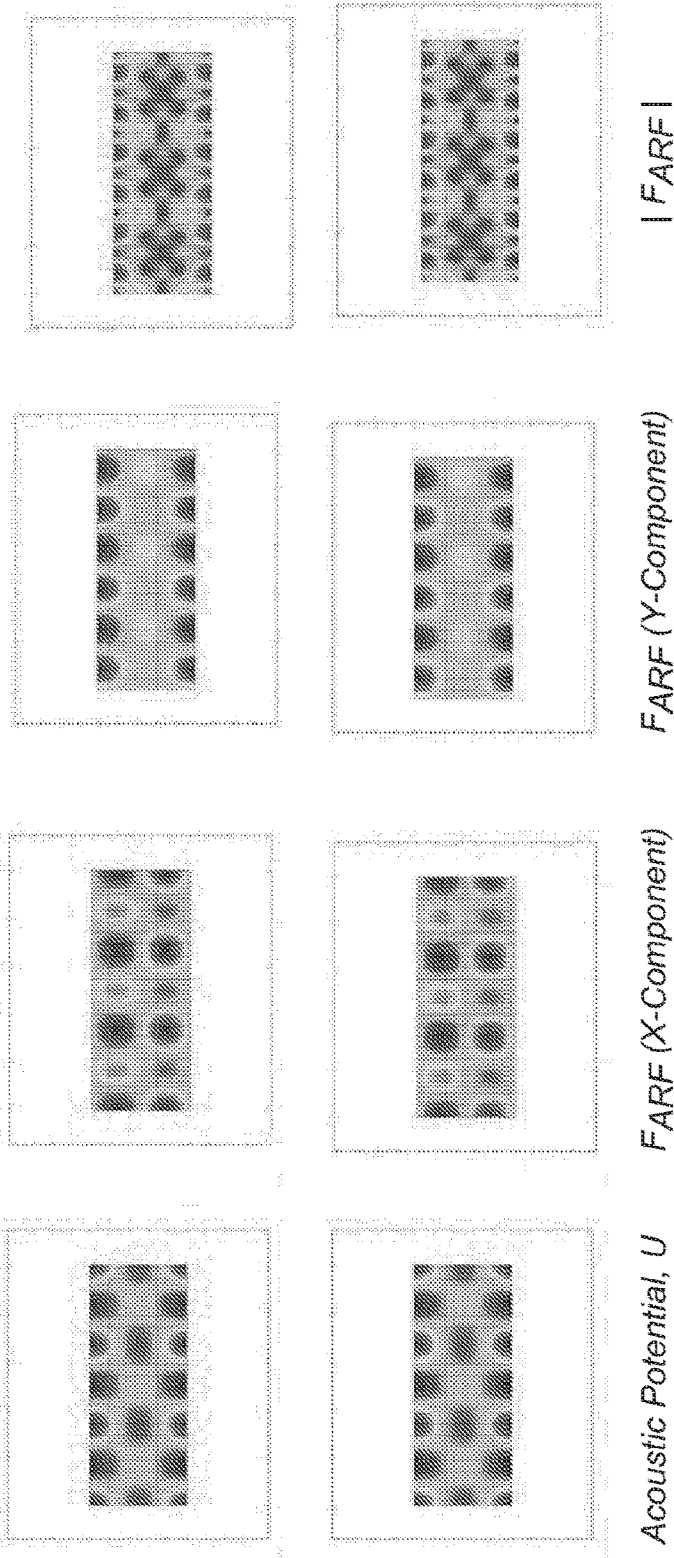 | FARF |
FARF (Y-Component)
FARF (X-Component)
Acoustic Potential, U